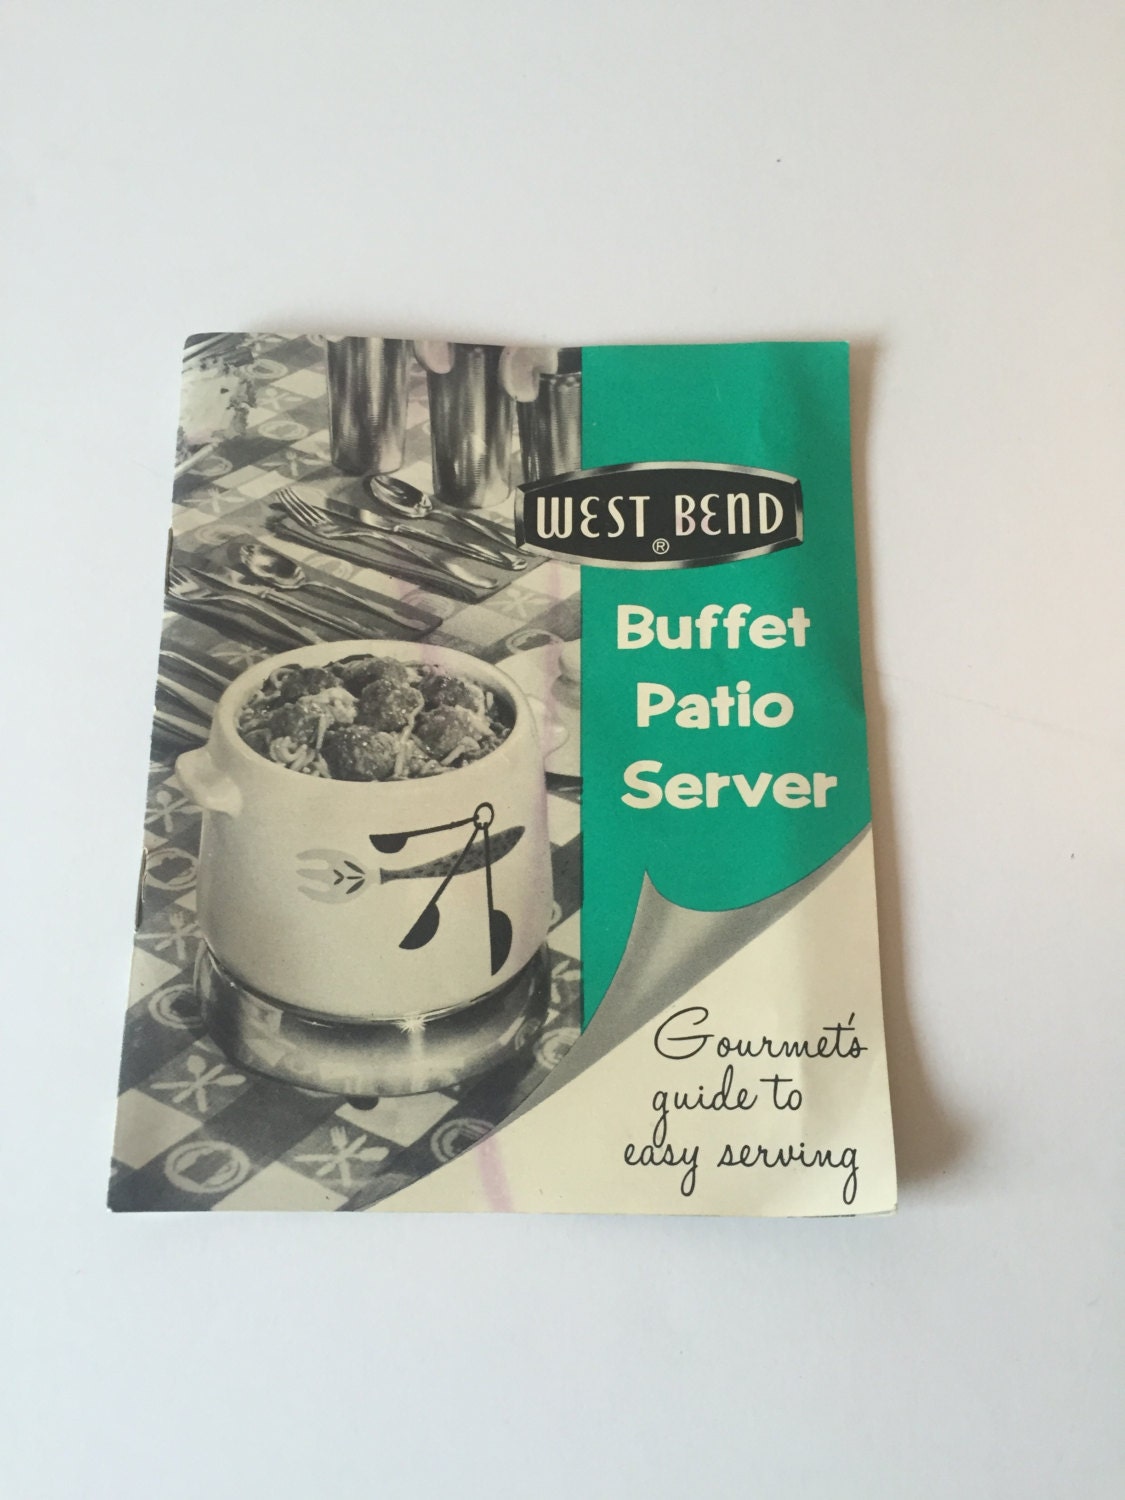 WEST BEND
®
Buffet
Patio
Server
Gourmet's
guide to
easy serving